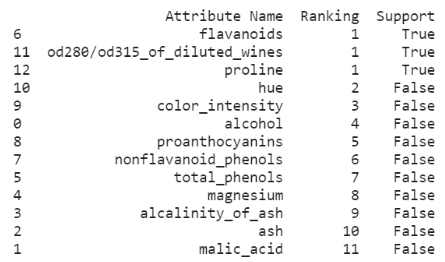 Attribute Name Ranking Support
6 flavanoids 1 True
11 od280/od315_of_diluted_wines 1 True
12 proline 1 True
10 hue 2 False
9 color_intensity 3 False
0 alcohol 4 False
8 proanthocyanins 5 False
7 nonflavanoid_phenols 6 False
5 total_phenols 7 False
4 magnesium 8 False
3 alcalinity_of_ash 9 False
2 ash 10 False
1 malic_acid 11 False